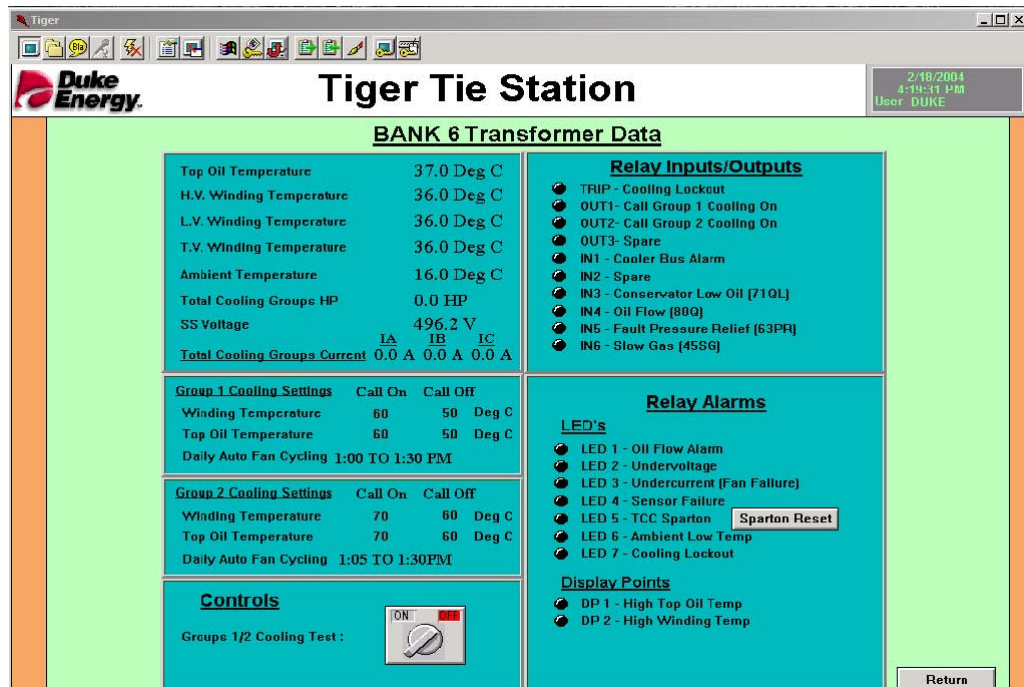 Tiger
Bla
Duke
Energy.
Tiger Tie Station
2/18/2004
4:19:31 PM
User DUKE
BANK 6 Transformer Data
Top Oil Temperature 37.0 Deg C
H.V. Winding Temperature 36.0 Deg C
L.V. Winding Temperature 36.0 Deg C
T.V. Winding Temperature 36.0 Deg C
Ambient Temperature 16.0 Deg C
Total Cooling Groups HP 0.0 HP
SS Voltage 496.2 V
IA IB IC
Total Cooling Groups Current 0.0 A 0.0 A 0.0 A
Group 1 Cooling Settings Call On Call Off
Winding Temperature 60 50 Deg C
Top Oil Temperature 60 50 Deg C
Daily Auto Fan Cycling 1:00 TO 1:30 PM
Group 2 Cooling Settings Call On Call Off
Winding Temperature 70 60 Deg C
Top Oil Temperature 70 60 Deg C
Daily Auto Fan Cycling 1:05 TO 1:30PM
Controls
ON OFF
Groups 1/2 Cooling Test :
Relay Inputs/Outputs
TRIP - Cooling Lockout
OUT1- Call Group 1 Cooling On
OUT2- Call Group 2 Cooling On
OUT3- Spare
IN1 - Cooler Bus Alarm
IN2 - Spare
IN3 - Conservator Low Oil (71QL)
IN4 - Oil Flow (80Q)
IN5 - Fault Pressure Relief (63PR)
IN6 - Slow Gas (45SG)
Relay Alarms
LED's
LED 1 - Oil Flow Alarm
LED 2 - Undervoltage
LED 3 - Undercurrent (Fan Failure)
LED 4 - Sensor Failure
LED 5 - TCC Sparton Sparton Reset
LED 6 - Ambient Low Temp
LED 7 - Cooling Lockout
Display Points
DP 1 - High Top Oil Temp
DP 2 - High Winding Temp
Return